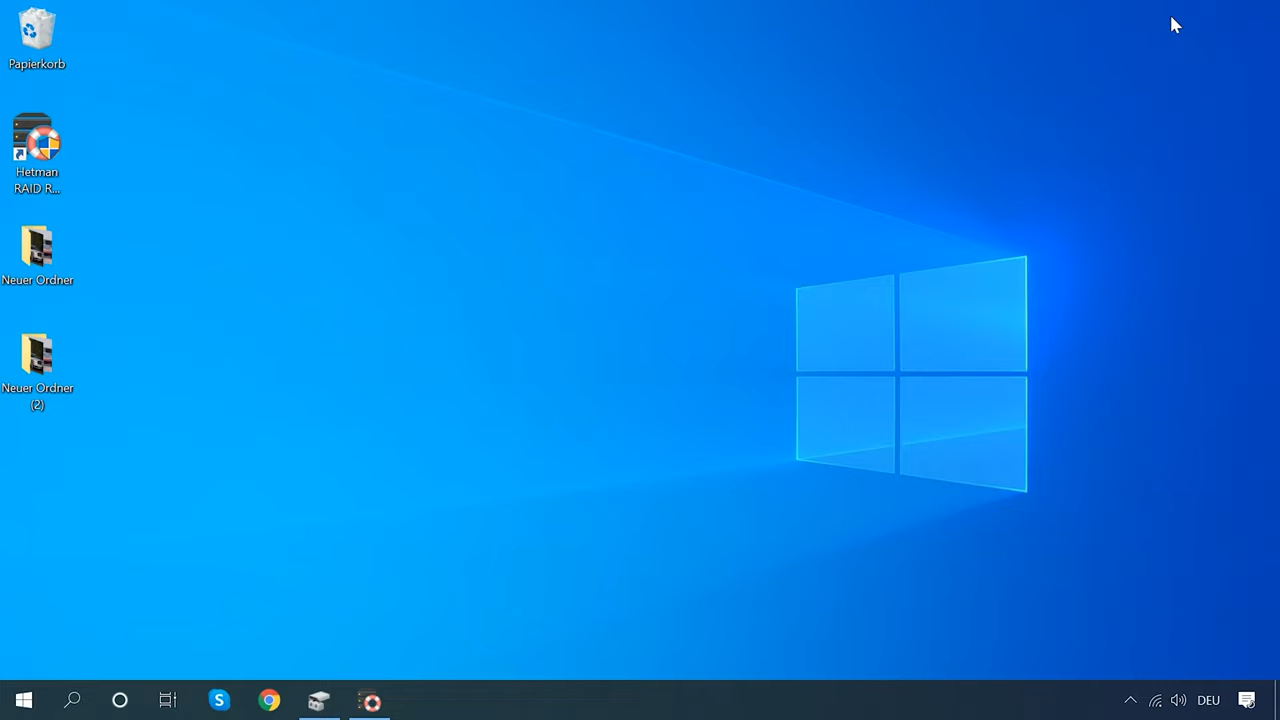 Papierkorb
Hetman
RAID R...
Neuer Ordner
Neuer Ordner
(2)
DEU